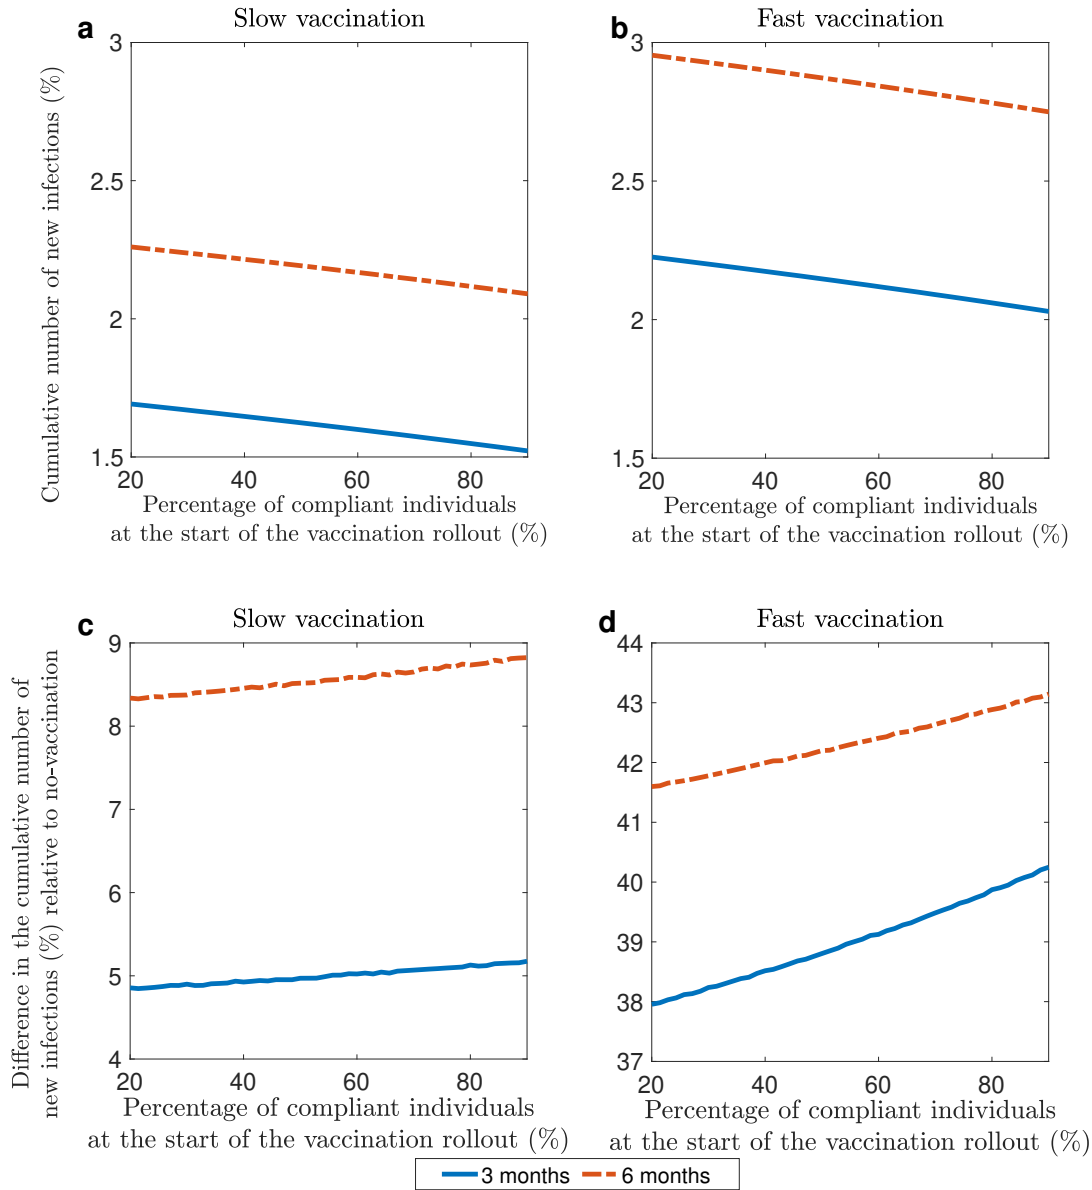 a
Slow vaccination
3
2.5
2
1.5
20
40
60
80
Cumulative number of new infections (%)
Percentage of compliant individuals
at the start of the vaccination rollout (%)
b
Fast vaccination
3
2.5
2
1.5
20
40
60
80
Percentage of compliant individuals
at the start of the vaccination rollout (%)
c
Slow vaccination
9
8
7
6
5
4
20
40
60
80
Difference in the cumulative number of
new infections (%) relative to no-vaccination
Percentage of compliant individuals
at the start of the vaccination rollout (%)
d
Fast vaccination
44
43
42
41
40
39
38
37
20
40
60
80
Percentage of compliant individuals
at the start of the vaccination rollout (%)
3 months
6 months